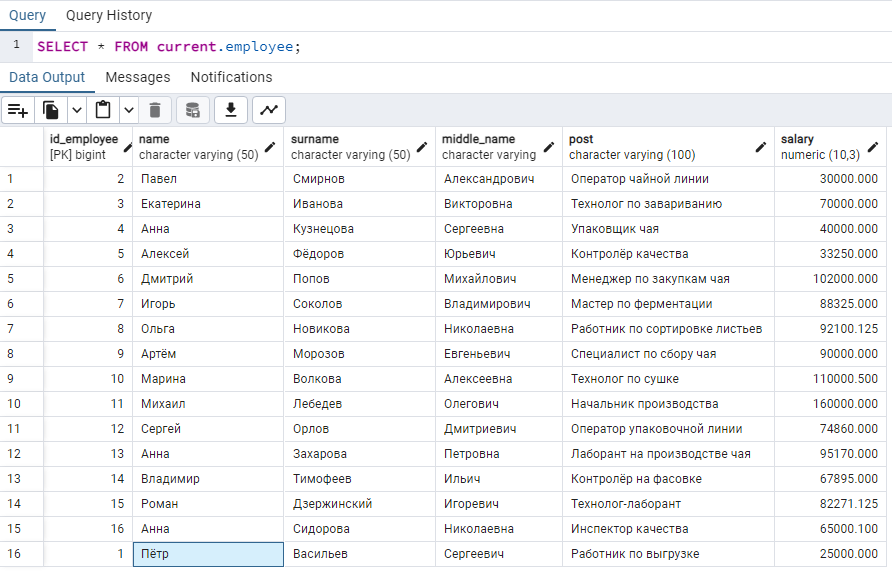 Query Query History
1 SELECT * FROM current.employee;
Data Output Messages Notifications
id_employee name surname middle_name post salary
[PK] bigint character varying (50) character varying (50) character varying character varying (100) numeric (10,3)
1 2 Павел Смирнов Александрович Оператор чайной линии 30000.000
2 3 Екатерина Иванова Викторовна Технолог по завариванию 70000.000
3 4 Анна Кузнецова Сергеевна Упаковщик чая 40000.000
4 5 Алексей Фёдоров Юрьевич Контролёр качества 33250.000
5 6 Дмитрий Попов Михайлович Менеджер по закупкам чая 102000.000
6 7 Игорь Соколов Владимирович Мастер по ферментации 88325.000
7 8 Ольга Новикова Николаевна Работник по сортировке листьев 92100.125
8 9 Артём Морозов Евгеньевич Специалист по сбору чая 90000.000
9 10 Марина Волкова Алексеевна Технолог по сушке 110000.500
10 11 Михаил Лебедев Олегович Начальник производства 160000.000
11 12 Сергей Орлов Дмитриевич Оператор упаковочной линии 74860.000
12 13 Анна Захарова Петровна Лаборант на производстве чая 95170.000
13 14 Владимир Тимофеев Ильич Контролёр на фасовке 67895.000
14 15 Роман Дзержинский Игоревич Технолог-лаборант 82271.125
15 16 Анна Сидорова Николаевна Инспектор качества 65000.100
16 1 Пётр Васильев Сергеевич Работник по выгрузке 25000.000